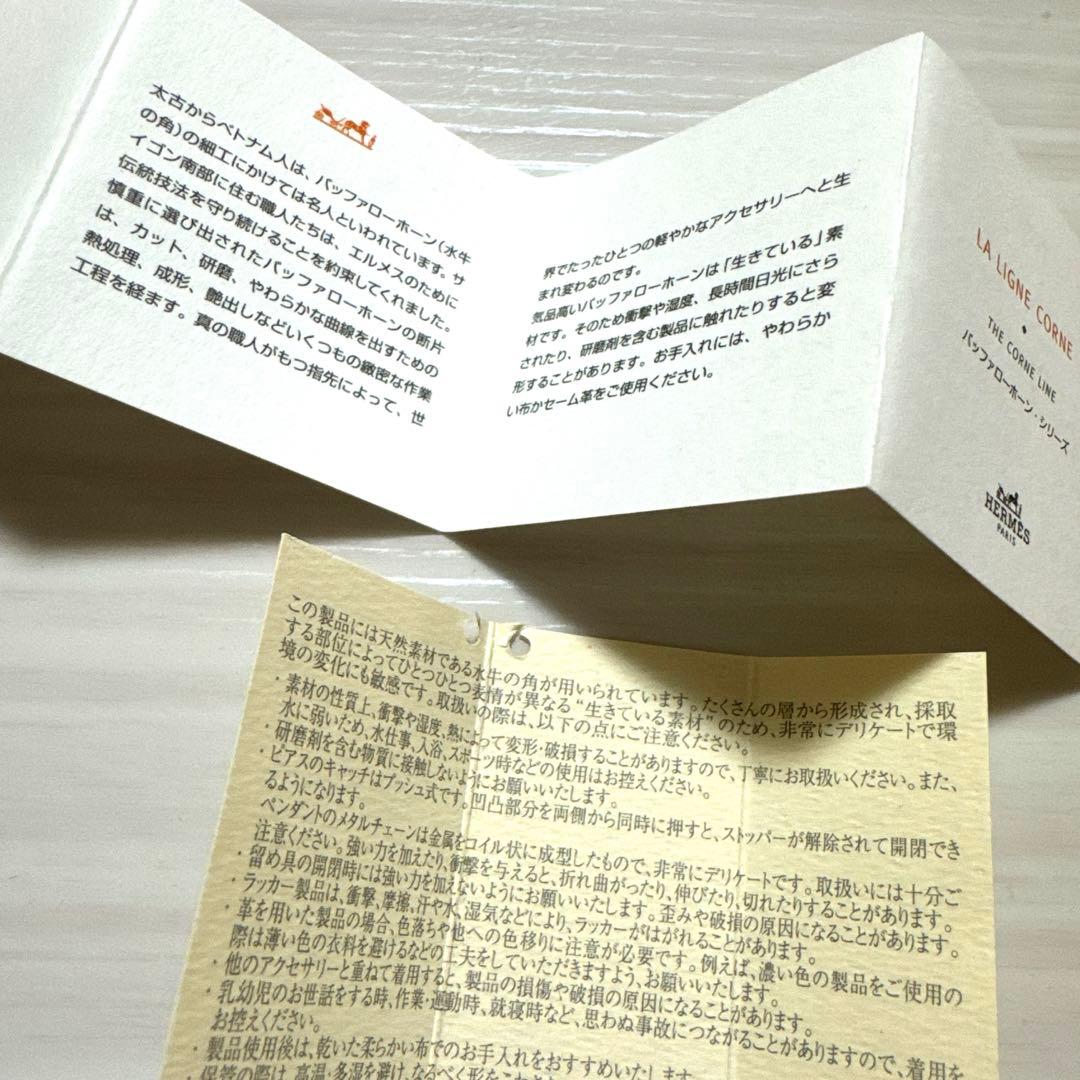 太古からベトナム人は、バッファローホーン(水牛
の角)の細工にかけては名人といわれています。サ
イゴン南部に住む職人たちは、エルメスのために
伝統技法を守り続けることを約束してくれました。
慎重に選び出されたバッファローホーンの断片
は、カット、研磨、やわらかな曲線を出すための
熱処理、成形、艶出しなどいくつもの緻密な作業
工程を経ます。真の職人がもつ指先によって、世
界でたったひとつの軽やかなアクセサリーへと生
まれ変わるのです。
気品高いバッファローホーンは「生きている」素
材です。そのため衝撃や湿度、長時間日光にさら
されたり、研磨剤を含む製品に触れたりすると変
形することがあります。お手入れには、やわらか
い布かセーム革をご使用ください。
LA LIGNE CORNE
◆
THE CORNE LINE
バッファローホーン・シリーズ
HERMES
PARIS
この製品には天然素材である水牛の角が用いられています。たくさんの層から形成され、採取
する部位によってひとつひとつ表情が異なる“生きている素材”のため、非常にデリケートで環
境の変化にも敏感です。取扱いの際は、以下の点にご注意ください。
・素材の性質上、衝撃や湿度、熱によって変形・破損することがありますので、丁寧にお取扱いください。また、
水に弱いため、水仕事、入浴、スポーツ時などの使用はお控えください。
・研磨剤を含む物質に接触しないようにお願いいたします。
・ピアスのキャッチはプッシュ式です。凹凸部分を両側から同時に押すと、ストッパーが解除されて開閉でき
るようになります。
ペンダントのメタルチェーンは金属をコイル状に成型したもので、非常にデリケートです。取扱いには十分ご
注意ください。強い力を加えたり、衝撃を与えると、折れ曲がったり、伸びたり、切れたりすることがあります。
・留め具の開閉時には強い力を加えないようにお願いいたします。歪みや破損の原因になることがあります。
・ラッカー製品は、衝撃、摩擦、汗や水、湿気などにより、ラッカーがはがれることがあります。
・革を用いた製品の場合、色落ちや他への色移りに注意が必要です。例えば、濃い色の製品をご使用の
際は薄い色の衣料を避けるなどの工夫をしていただきますよう、お願いいたします。
・他のアクセサリーと重ねて着用すると、製品の損傷や破損の原因になることがあります。
・乳幼児のお世話をする時、作業・運動時、就寝時など、思わぬ事故につながることがありますので、着用を
お控えください。
・製品使用後は、乾いた柔らかい布でのお手入れをおすすめいたします。
・保管の際は、高温・多湿を避け、なるべく形を